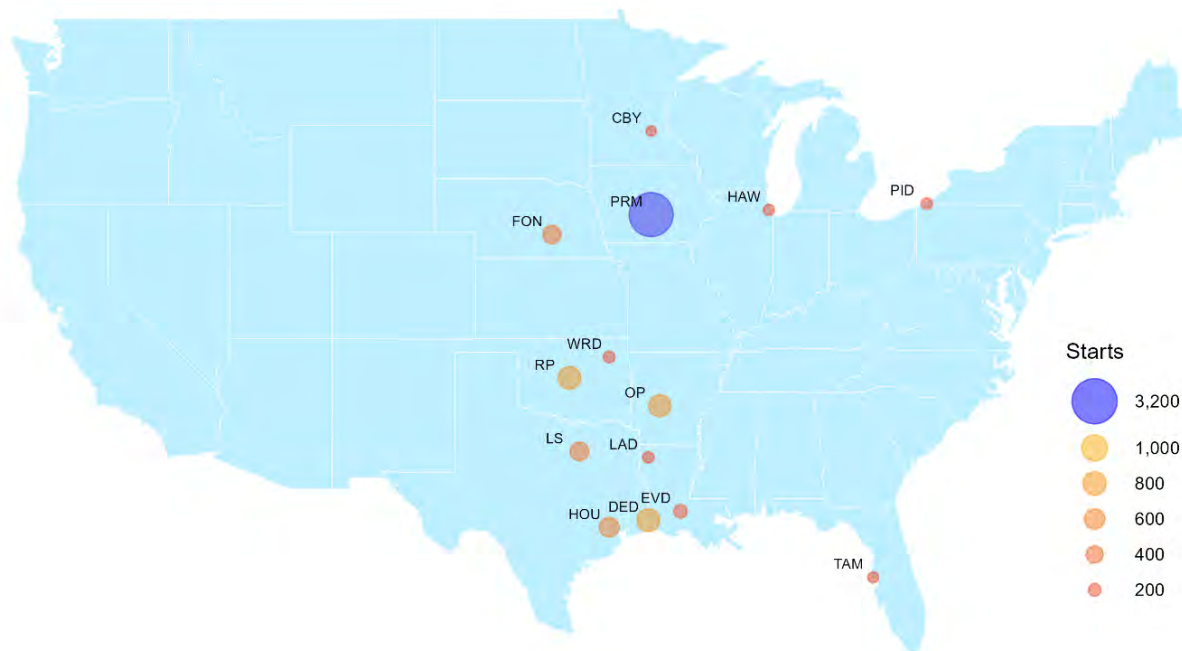 CBY
PRM
HAW
PID
FON
WRD
RP
OP
LS
LAD
HOU
DED
EVD
TAM
Starts
3,200
1,000
800
600
400
200